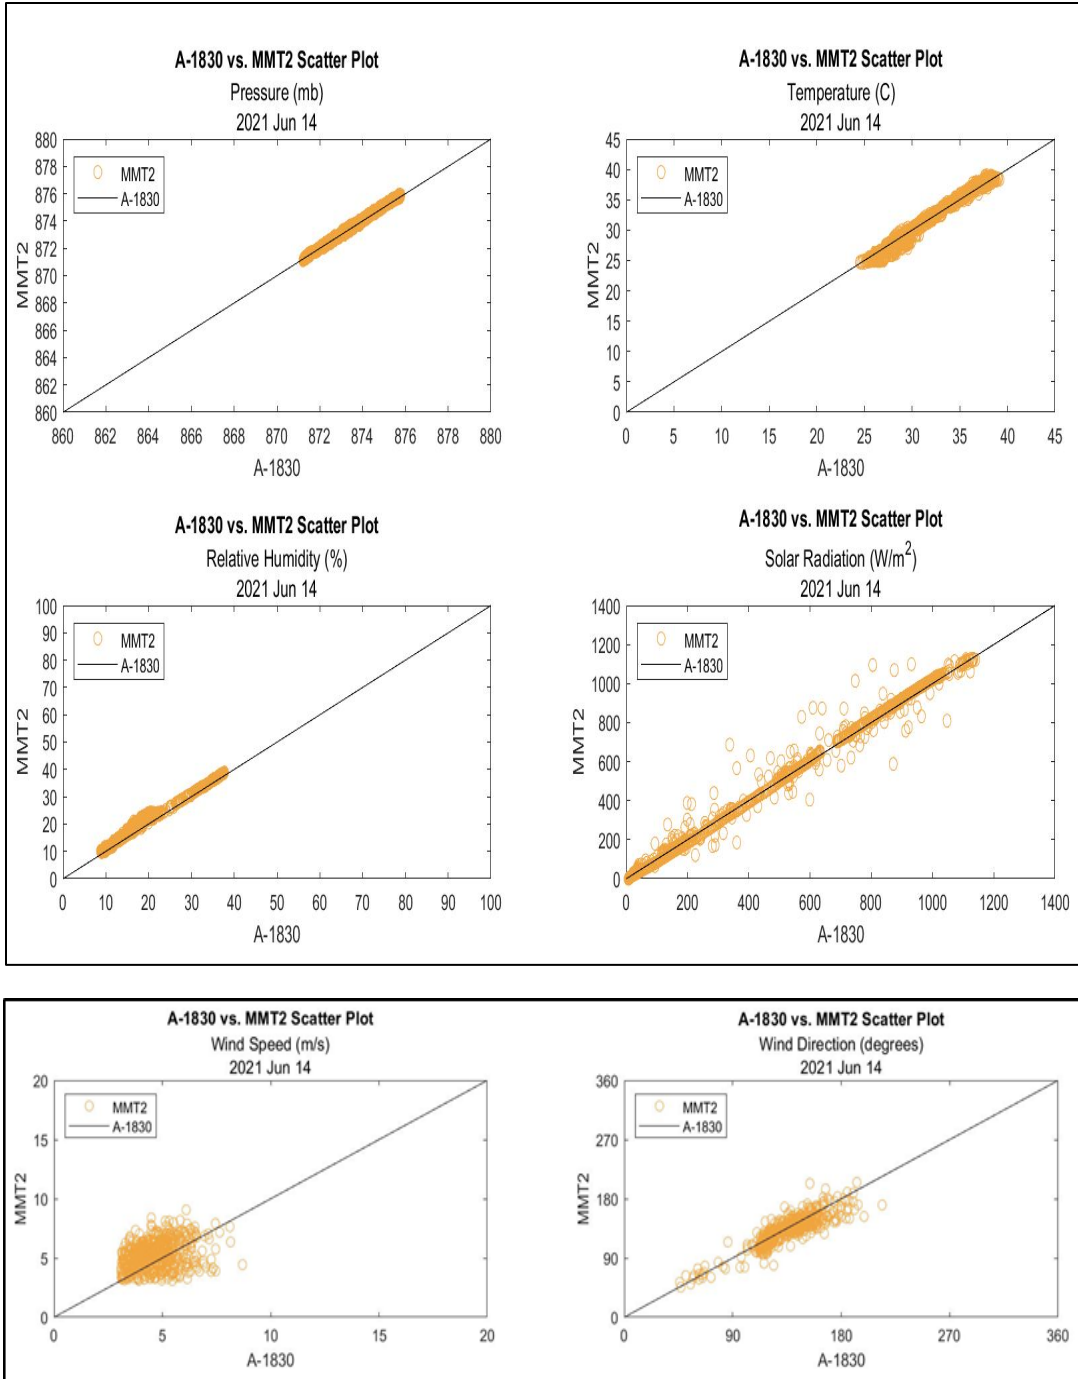 A-1830 vs. MMT2 Scatter Plot
Pressure (mb)
2021 Jun 14
880
878
876
874
872
870
868
866
864
862
860
MMT2
MMT2
A-1830
860 862 864 866 868 870 872 874 876 878 880
A-1830
A-1830 vs. MMT2 Scatter Plot
Temperature (C)
2021 Jun 14
45
40
35
30
25
20
15
10
5
0
MMT2
MMT2
A-1830
0 5 10 15 20 25 30 35 40 45
A-1830
A-1830 vs. MMT2 Scatter Plot
Relative Humidity (%)
2021 Jun 14
100
90
80
70
60
50
40
30
20
10
0
MMT2
MMT2
A-1830
0 10 20 30 40 50 60 70 80 90 100
A-1830
A-1830 vs. MMT2 Scatter Plot
Solar Radiation (W/m²)
2021 Jun 14
1400
1200
1000
800
600
400
200
0
MMT2
MMT2
A-1830
0 200 400 600 800 1000 1200 1400
A-1830
A-1830 vs. MMT2 Scatter Plot
Wind Speed (m/s)
2021 Jun 14
20
15
10
5
0
MMT2
MMT2
A-1830
0 5 10 15 20
A-1830
A-1830 vs. MMT2 Scatter Plot
Wind Direction (degrees)
2021 Jun 14
360
270
180
90
0
MMT2
MMT2
A-1830
0 90 180 270 360
A-1830